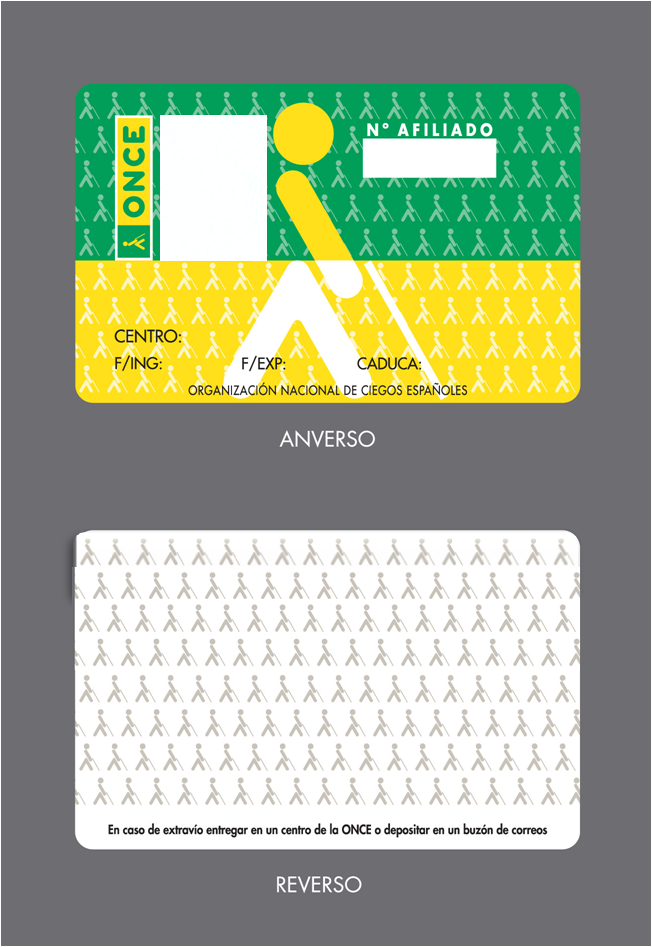 ONCE
Nº AFILIADO
CENTRO:
F/ING: F/EXP: CADUCA:
ORGANIZACIÓN NACIONAL DE CIEGOS ESPAÑOLES
ANVERSO
En caso de extravío entregar en un centro de la ONCE o depositar en un buzón de correos
REVERSO